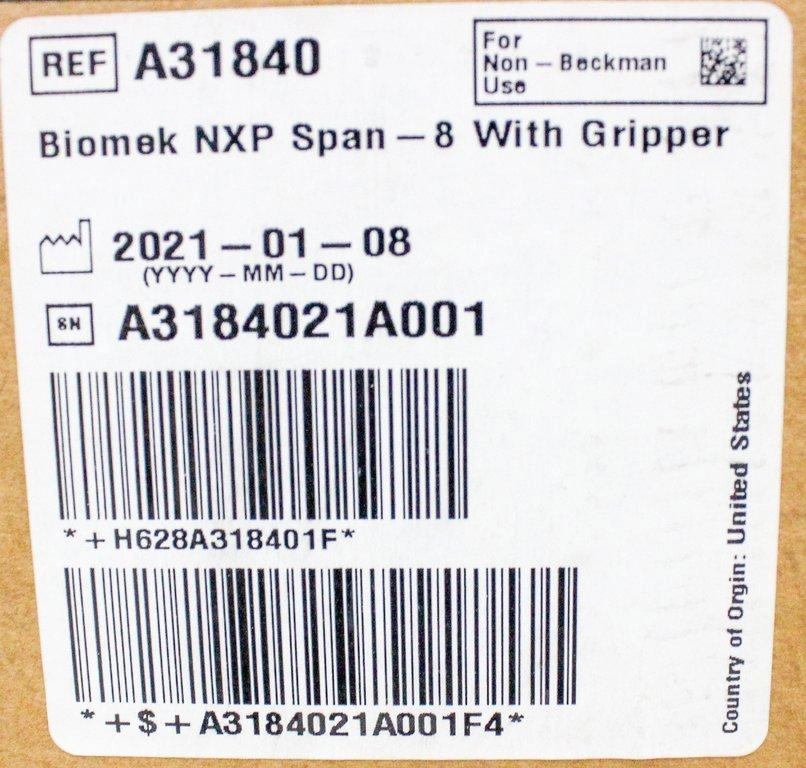 REF A31840
For
Non – Beckman
Use
Biomek NXP Span – 8 With Gripper
2021 – 01 – 08
(YYYY – MM – DD)
SN A3184021A001
*+H628A318401F*
*+$+A3184021A001F4*
Country of Orgin: United States